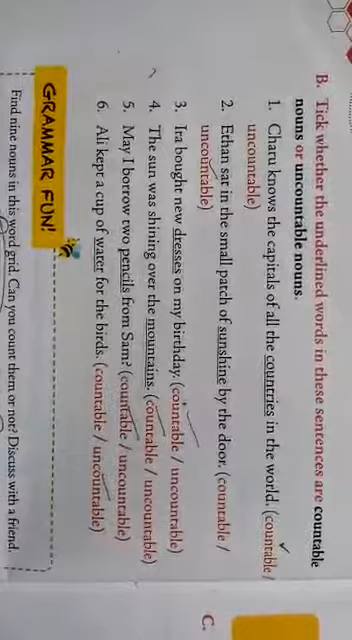 B. Tick whether the underlined words in these sentences are countable
nouns or uncountable nouns.
1. Charu knows the capitals of all the countries in the world. (countable /
uncountable)
2. Ethan sat in the small patch of sunshine by the door. (countable /
uncountable)
3. Ira bought new dresses on my birthday. (countable / uncountable)
4. The sun was shining over the mountains. (countable / uncountable)
5. May I borrow two pencils from Sam? (countable / uncountable)
6. Ali kept a cup of water for the birds. (countable / uncountable)
GRAMMAR FUN!
Find nine nouns in this word grid. Can you count them or not? Discuss with a friend.
C.